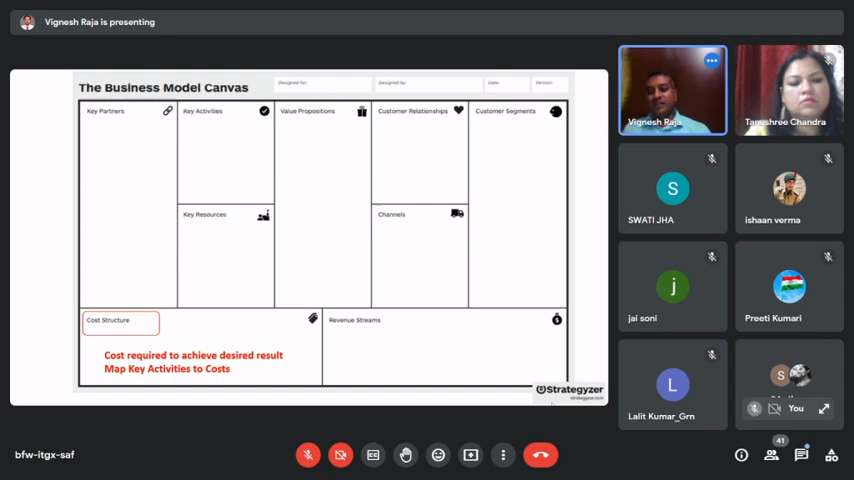 Vignesh Raja is presenting
The Business Model Canvas
Designed for:
Designed by:
Date:
Version:
Key Partners
Key Activities
Value Propositions
Customer Relationships
Customer Segments
Key Resources
Channels
Cost Structure
Revenue Streams
Cost required to achieve desired result
Map Key Activities to Costs
Strategyzer
strategyzer.com
Vignesh Raja
Tanushree Chandra
S
SWATI JHA
ishaan verma
j
jai soni
Preeti Kumari
L
Lalit Kumar_Grn
S
You
bfw-itgx-saf
CC
41